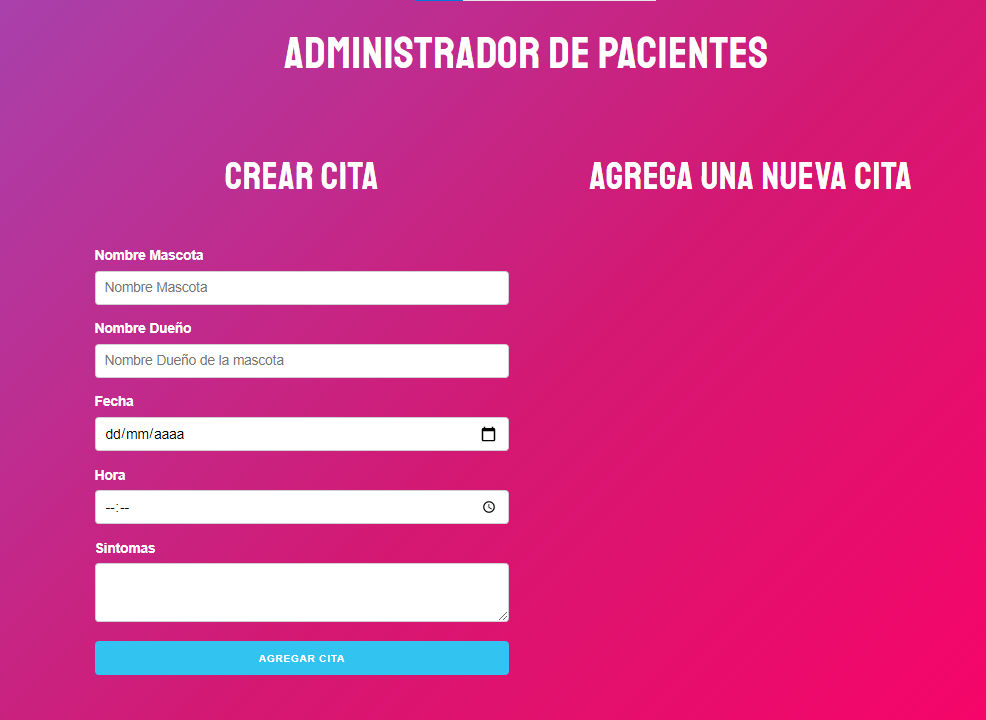 ADMINISTRADOR DE PACIENTES
CREAR CITA
AGREGA UNA NUEVA CITA
Nombre Mascota
Nombre Mascota
Nombre Dueño
Nombre Dueño de la mascota
Fecha
dd/mm/aaaa
Hora
--:--
Sintomas
AGREGAR CITA